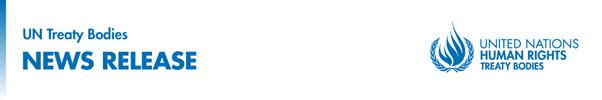 UN Treaty Bodies
NEWS RELEASE
UNITED NATIONS
HUMAN RIGHTS
TREATY BODIES